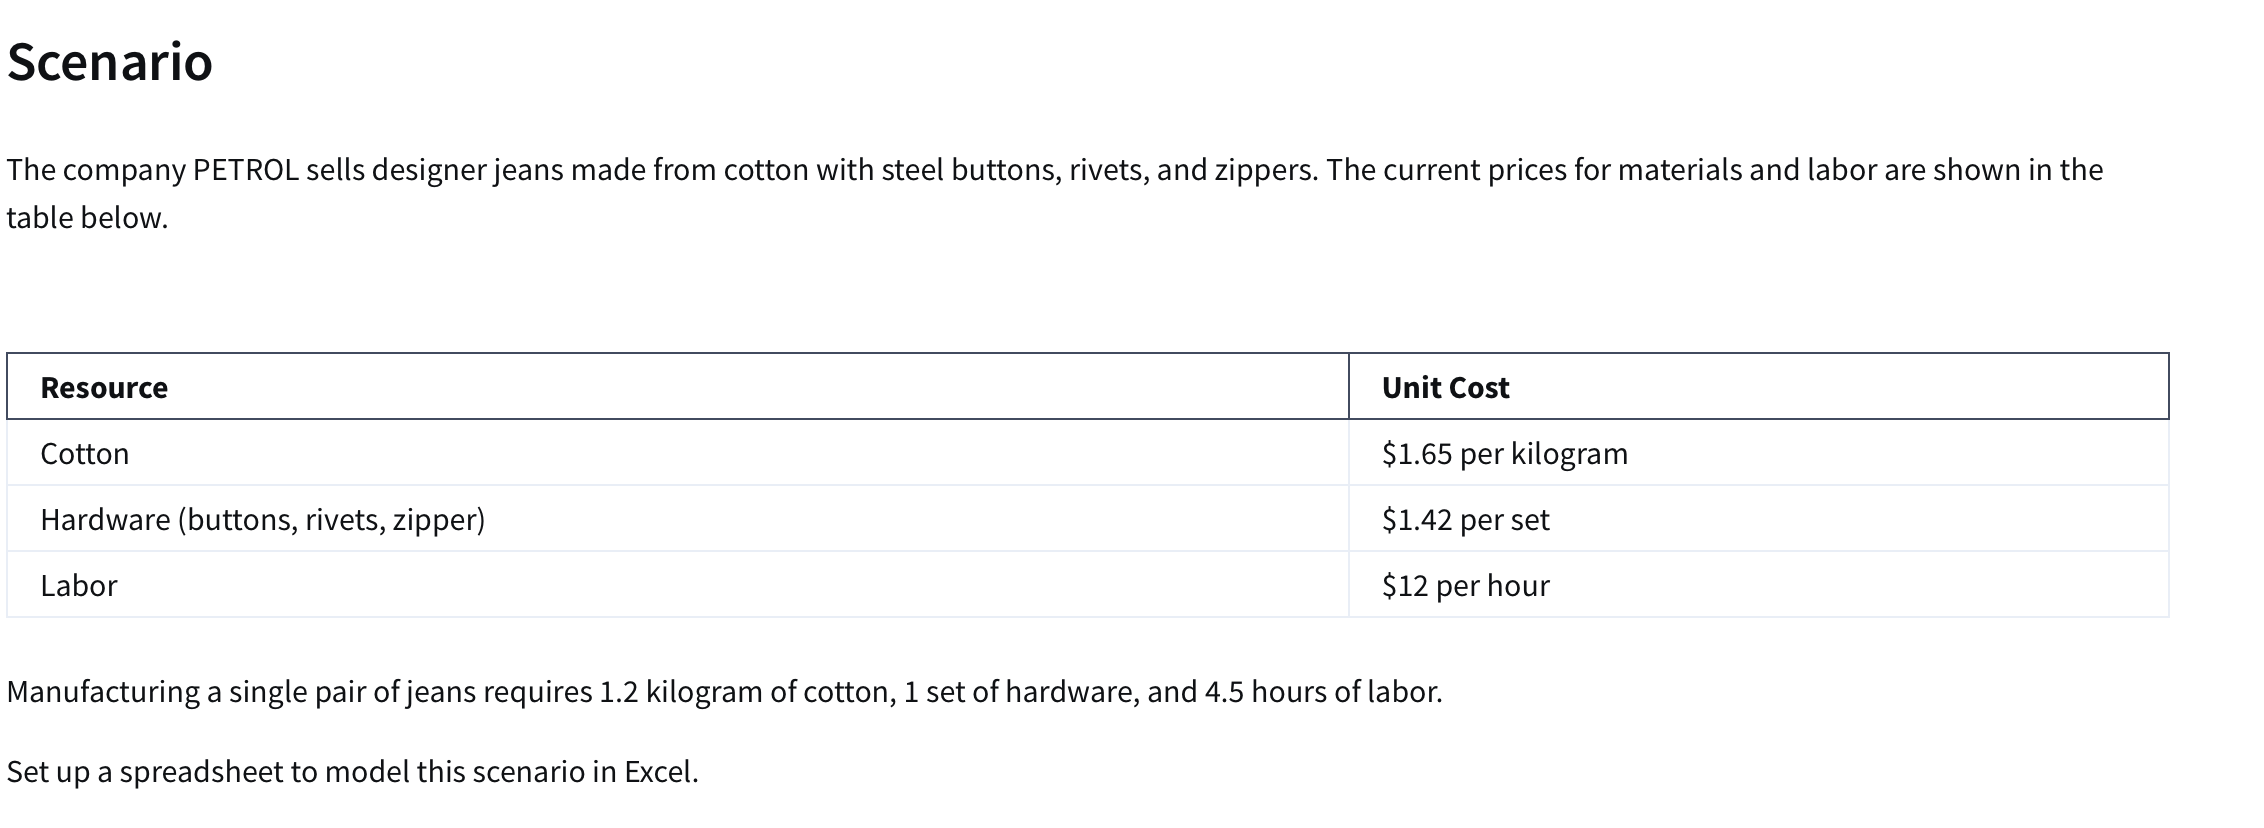 Scenario
The company PETROL sells designer jeans made from cotton with steel buttons, rivets, and zippers. The current prices for materials and labor are shown in the
table below.
Resource Unit Cost
Cotton $1.65 per kilogram
Hardware (buttons, rivets, zipper) $1.42 per set
Labor $12 per hour
Manufacturing a single pair of jeans requires 1.2 kilogram of cotton, 1 set of hardware, and 4.5 hours of labor.
Set up a spreadsheet to model this scenario in Excel.